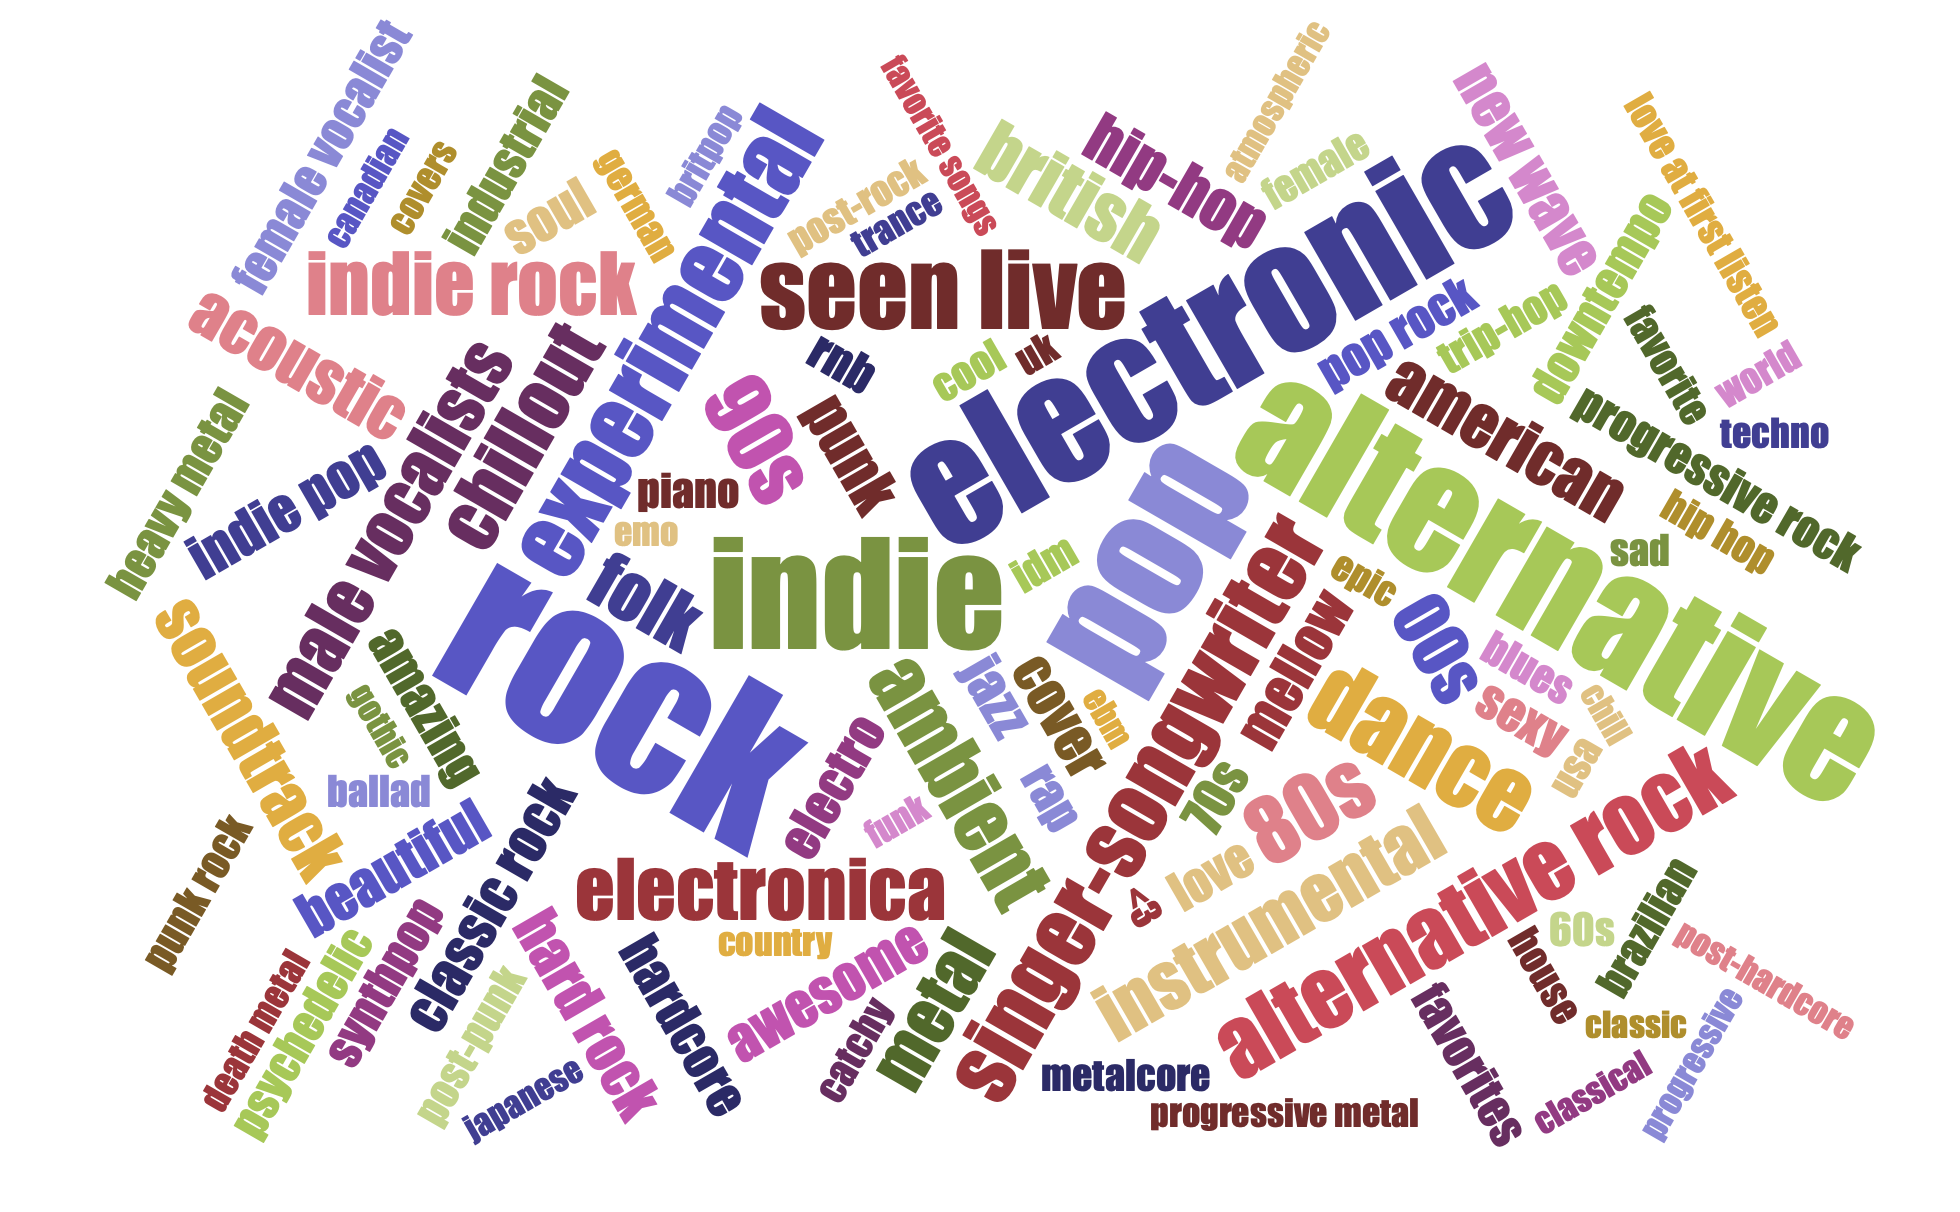 female vocalist
canadian
covers
industrial
soul
german
britpop
experimental
favorite songs
post-rock
trance
british
hip-hop
atmospheric
female
electronic
new wave
love at first listen
downtempo
indie rock
acoustic
seen live
pop rock
trip-hop
favorite
world
techno
male vocalists
chillout
rnb
cool
uk
90s
punk
american
alternative
progressive rock
heavy metal
indie pop
piano
emo
pop
hip hop
sad
folk
indie
idm
singer-songwriter
epic
mellow
00s
blues
rock
soundtrack
amazing
gothic
ambient
jazz
cover
ebm
dance
sexy
chill
usa
ballad
electro
funk
rap
70s
80s
beautiful
classic rock
punk rock
electronica
love
<3
instrumental
alternative rock
country
awesome
metal
hardcore
hard rock
synthpop
psychedelic
death metal
post-punk
japanese
catchy
metalcore
progressive metal
60s
house
brazilian
post-hardcore
classic
favorites
classical
progressive